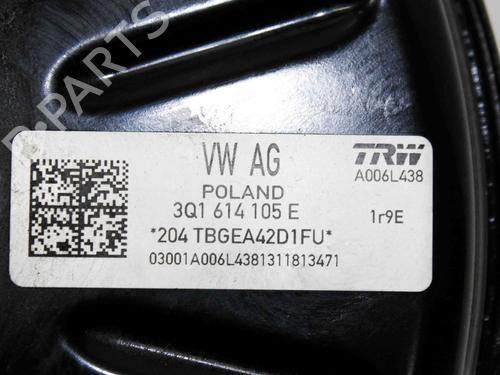 B-PARTS
VW AG
POLAND
3Q1 614 105 E
*204 TBGEA42D1FU*
03001A006L4381311813471
TRW
A006L438
1r9E